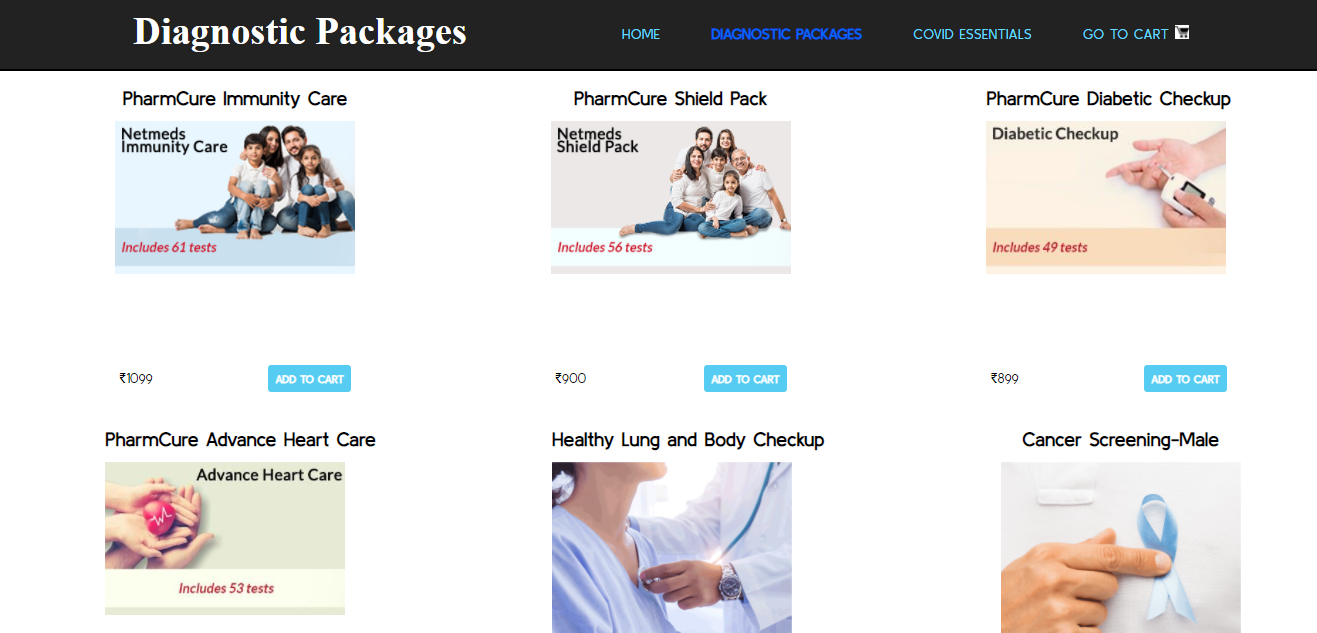 Diagnostic Packages
HOME
DIAGNOSTIC PACKAGES
COVID ESSENTIALS
GO TO CART
PharmCure Immunity Care
PharmCure Shield Pack
PharmCure Diabetic Checkup
Netmeds
Immunity Care
Includes 61 tests
Netmeds
Shield Pack
Includes 56 tests
Diabetic Checkup
Includes 49 tests
₹1099
ADD TO CART
₹900
ADD TO CART
₹899
ADD TO CART
PharmCure Advance Heart Care
Healthy Lung and Body Checkup
Cancer Screening-Male
Advance Heart Care
Includes 53 tests